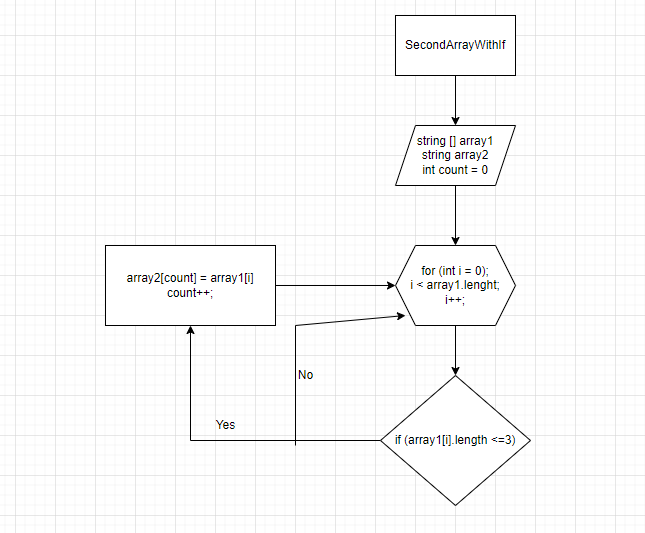 SecondArrayWithIf
string [] array1
string array2
int count = 0
array2[count] = array1[i]
count++;
for (int i = 0);
i < array1.lenght;
i++;
No
Yes
if (array1[i].length <=3)